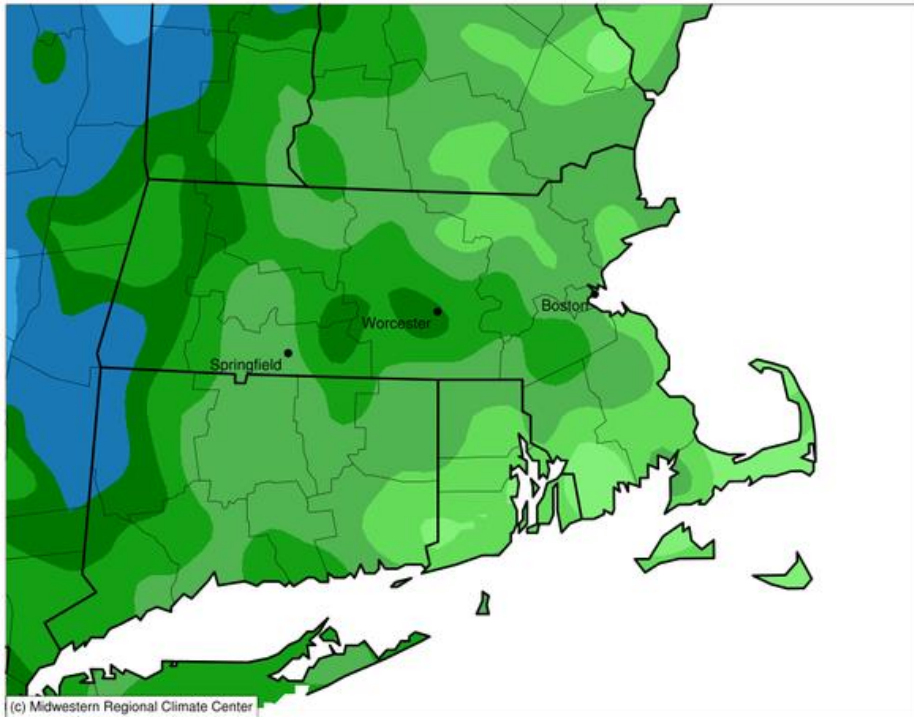 Boston
Worcester
Springfield
(c) Midwestern Regional Climate Center